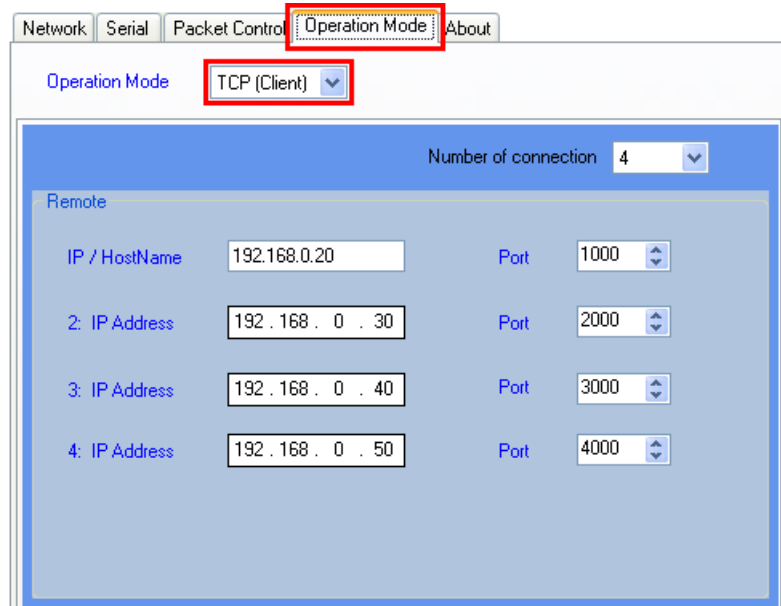 Network Serial Packet Control Operation Mode About
Operation Mode TCP (Client)
Number of connection 4
Remote
IP / HostName 192.168.0.20 Port 1000
2: IP Address 192 . 168 . 0 . 30 Port 2000
3: IP Address 192 . 168 . 0 . 40 Port 3000
4: IP Address 192 . 168 . 0 . 50 Port 4000